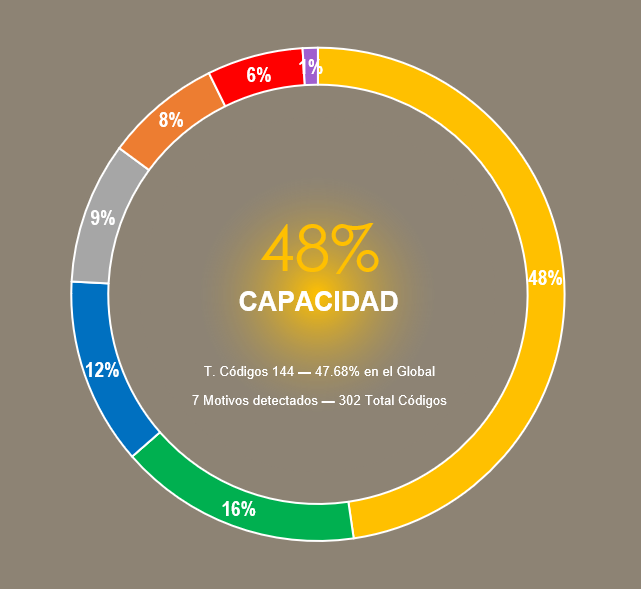 1%
6%
8%
9%
48%
CAPACIDAD
48%
12%
T. Códigos 144 — 47.68% en el Global
7 Motivos detectados — 302 Total Códigos
16%